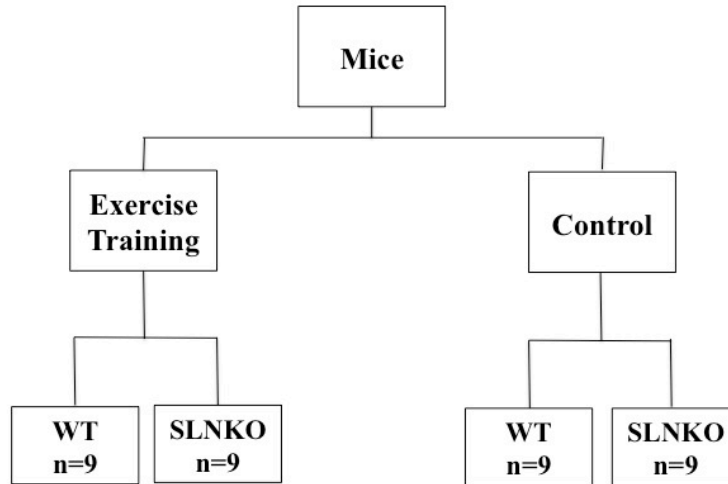 Mice
Exercise
Training
Control
WT
n=9
SLNKO
n=9
WT
n=9
SLNKO
n=9